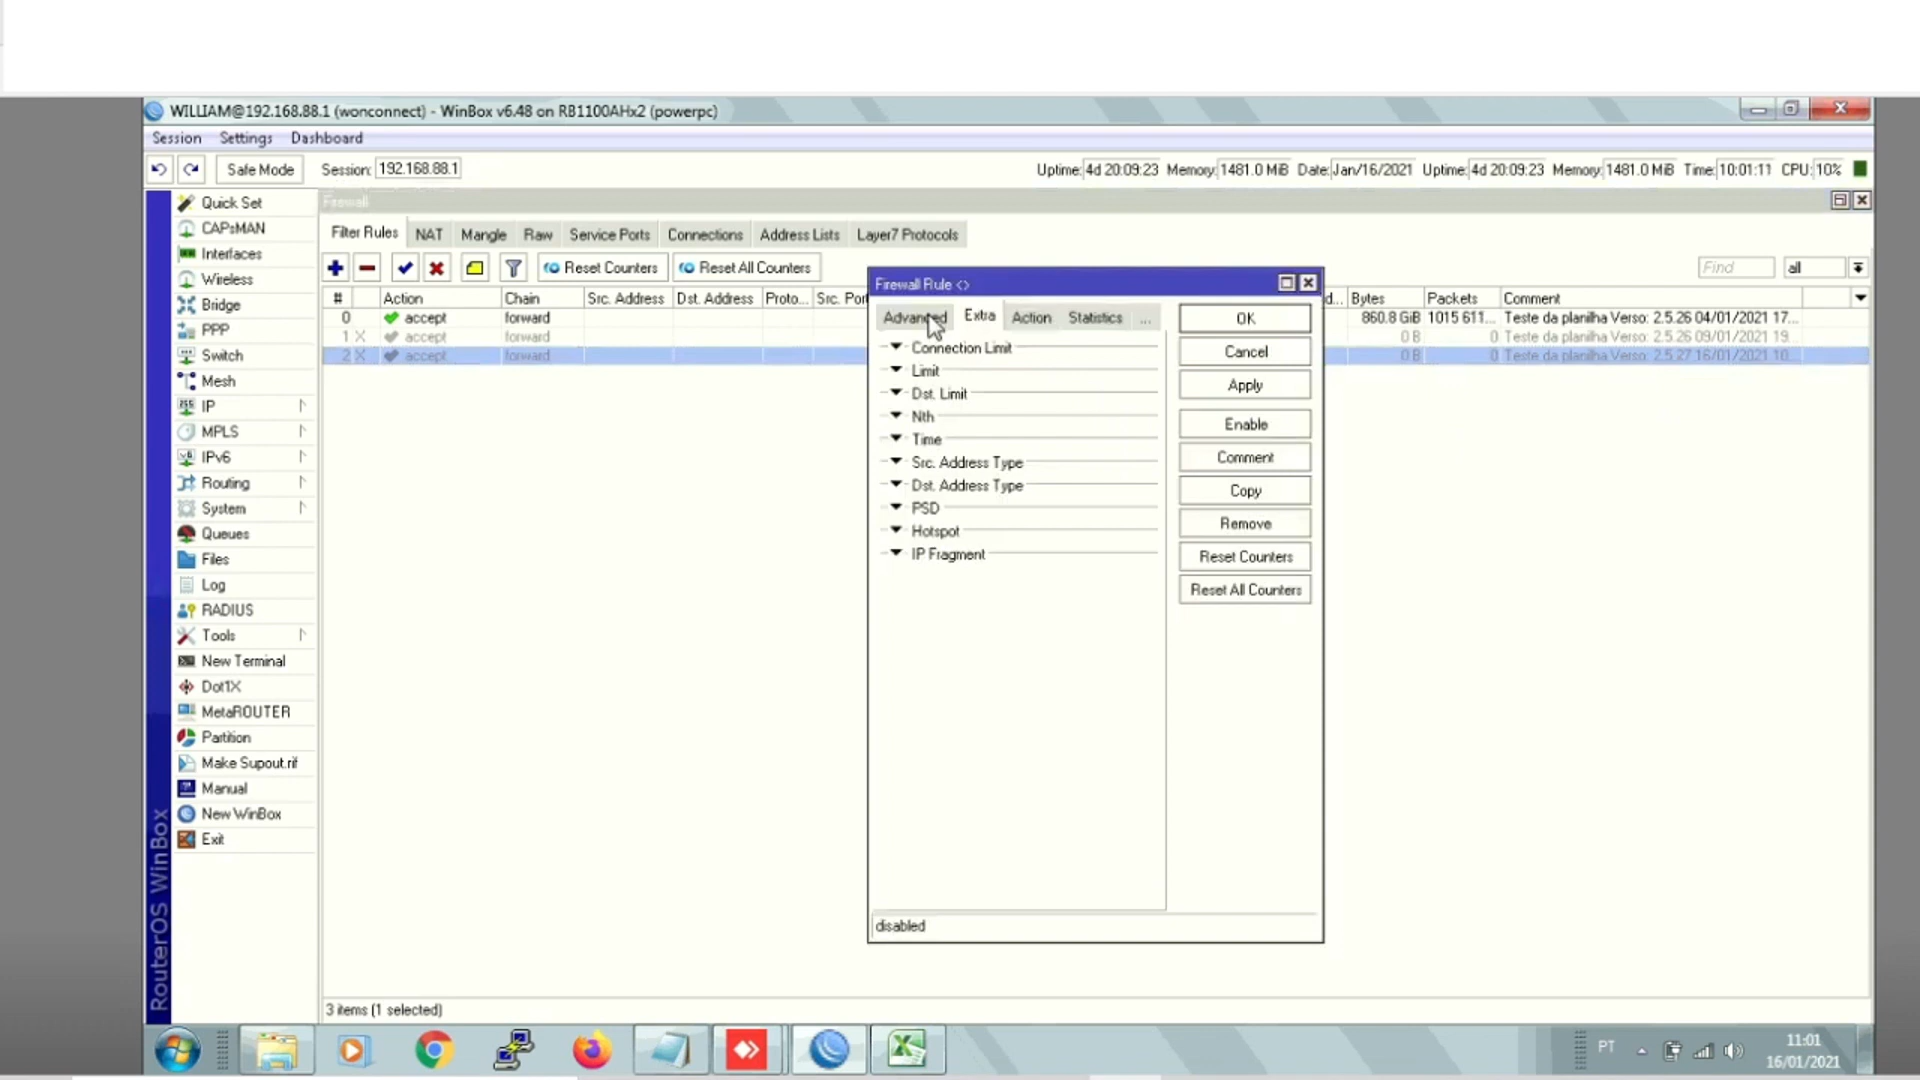 WILLIAM@192.168.88.1 (wonconnect) - WinBox v6.48 on RB1100AHx2 (powerpc)
Session Settings Dashboard
Safe Mode Session: 192.168.88.1 Uptime: 4d 20:09:23 Memory: 1481.0 MiB Date: Jan/16/2021 Uptime: 4d 20:09:23 Memory: 1481.0 MiB Time: 10:01:11 CPU: 10%
Quick Set
CAPsMAN
Interfaces
Wireless
Bridge
PPP
Switch
Mesh
IP
MPLS
IPv6
Routing
System
Queues
Files
Log
RADIUS
Tools
New Terminal
Dot1X
MetaROUTER
Partition
Make Supout.rif
Manual
New WinBox
Exit
RouterOS WinBox
Firewall
Filter Rules NAT Mangle Raw Service Ports Connections Address Lists Layer7 Protocols
Reset Counters Reset All Counters Find all
# Action Chain Src. Address Dst. Address Proto... Src. Port d... Bytes Packets Comment
0 accept forward 860.8 GiB 1015 611... Teste da planilha Verso: 2.5.26 04/01/2021 17...
1 X accept forward 0 B 0 Teste da planilha Verso: 2.5.26 09/01/2021 19...
2 X accept forward 0 B 0 Teste da planilha Verso: 2.5.27 16/01/2021 10...
Firewall Rule <>
Advanced Extra Action Statistics ...
Connection Limit
Limit
Dst. Limit
Nth
Time
Src. Address Type
Dst. Address Type
PSD
Hotspot
IP Fragment
OK
Cancel
Apply
Enable
Comment
Copy
Remove
Reset Counters
Reset All Counters
disabled
3 items (1 selected)
PT
11:01
16/01/2021